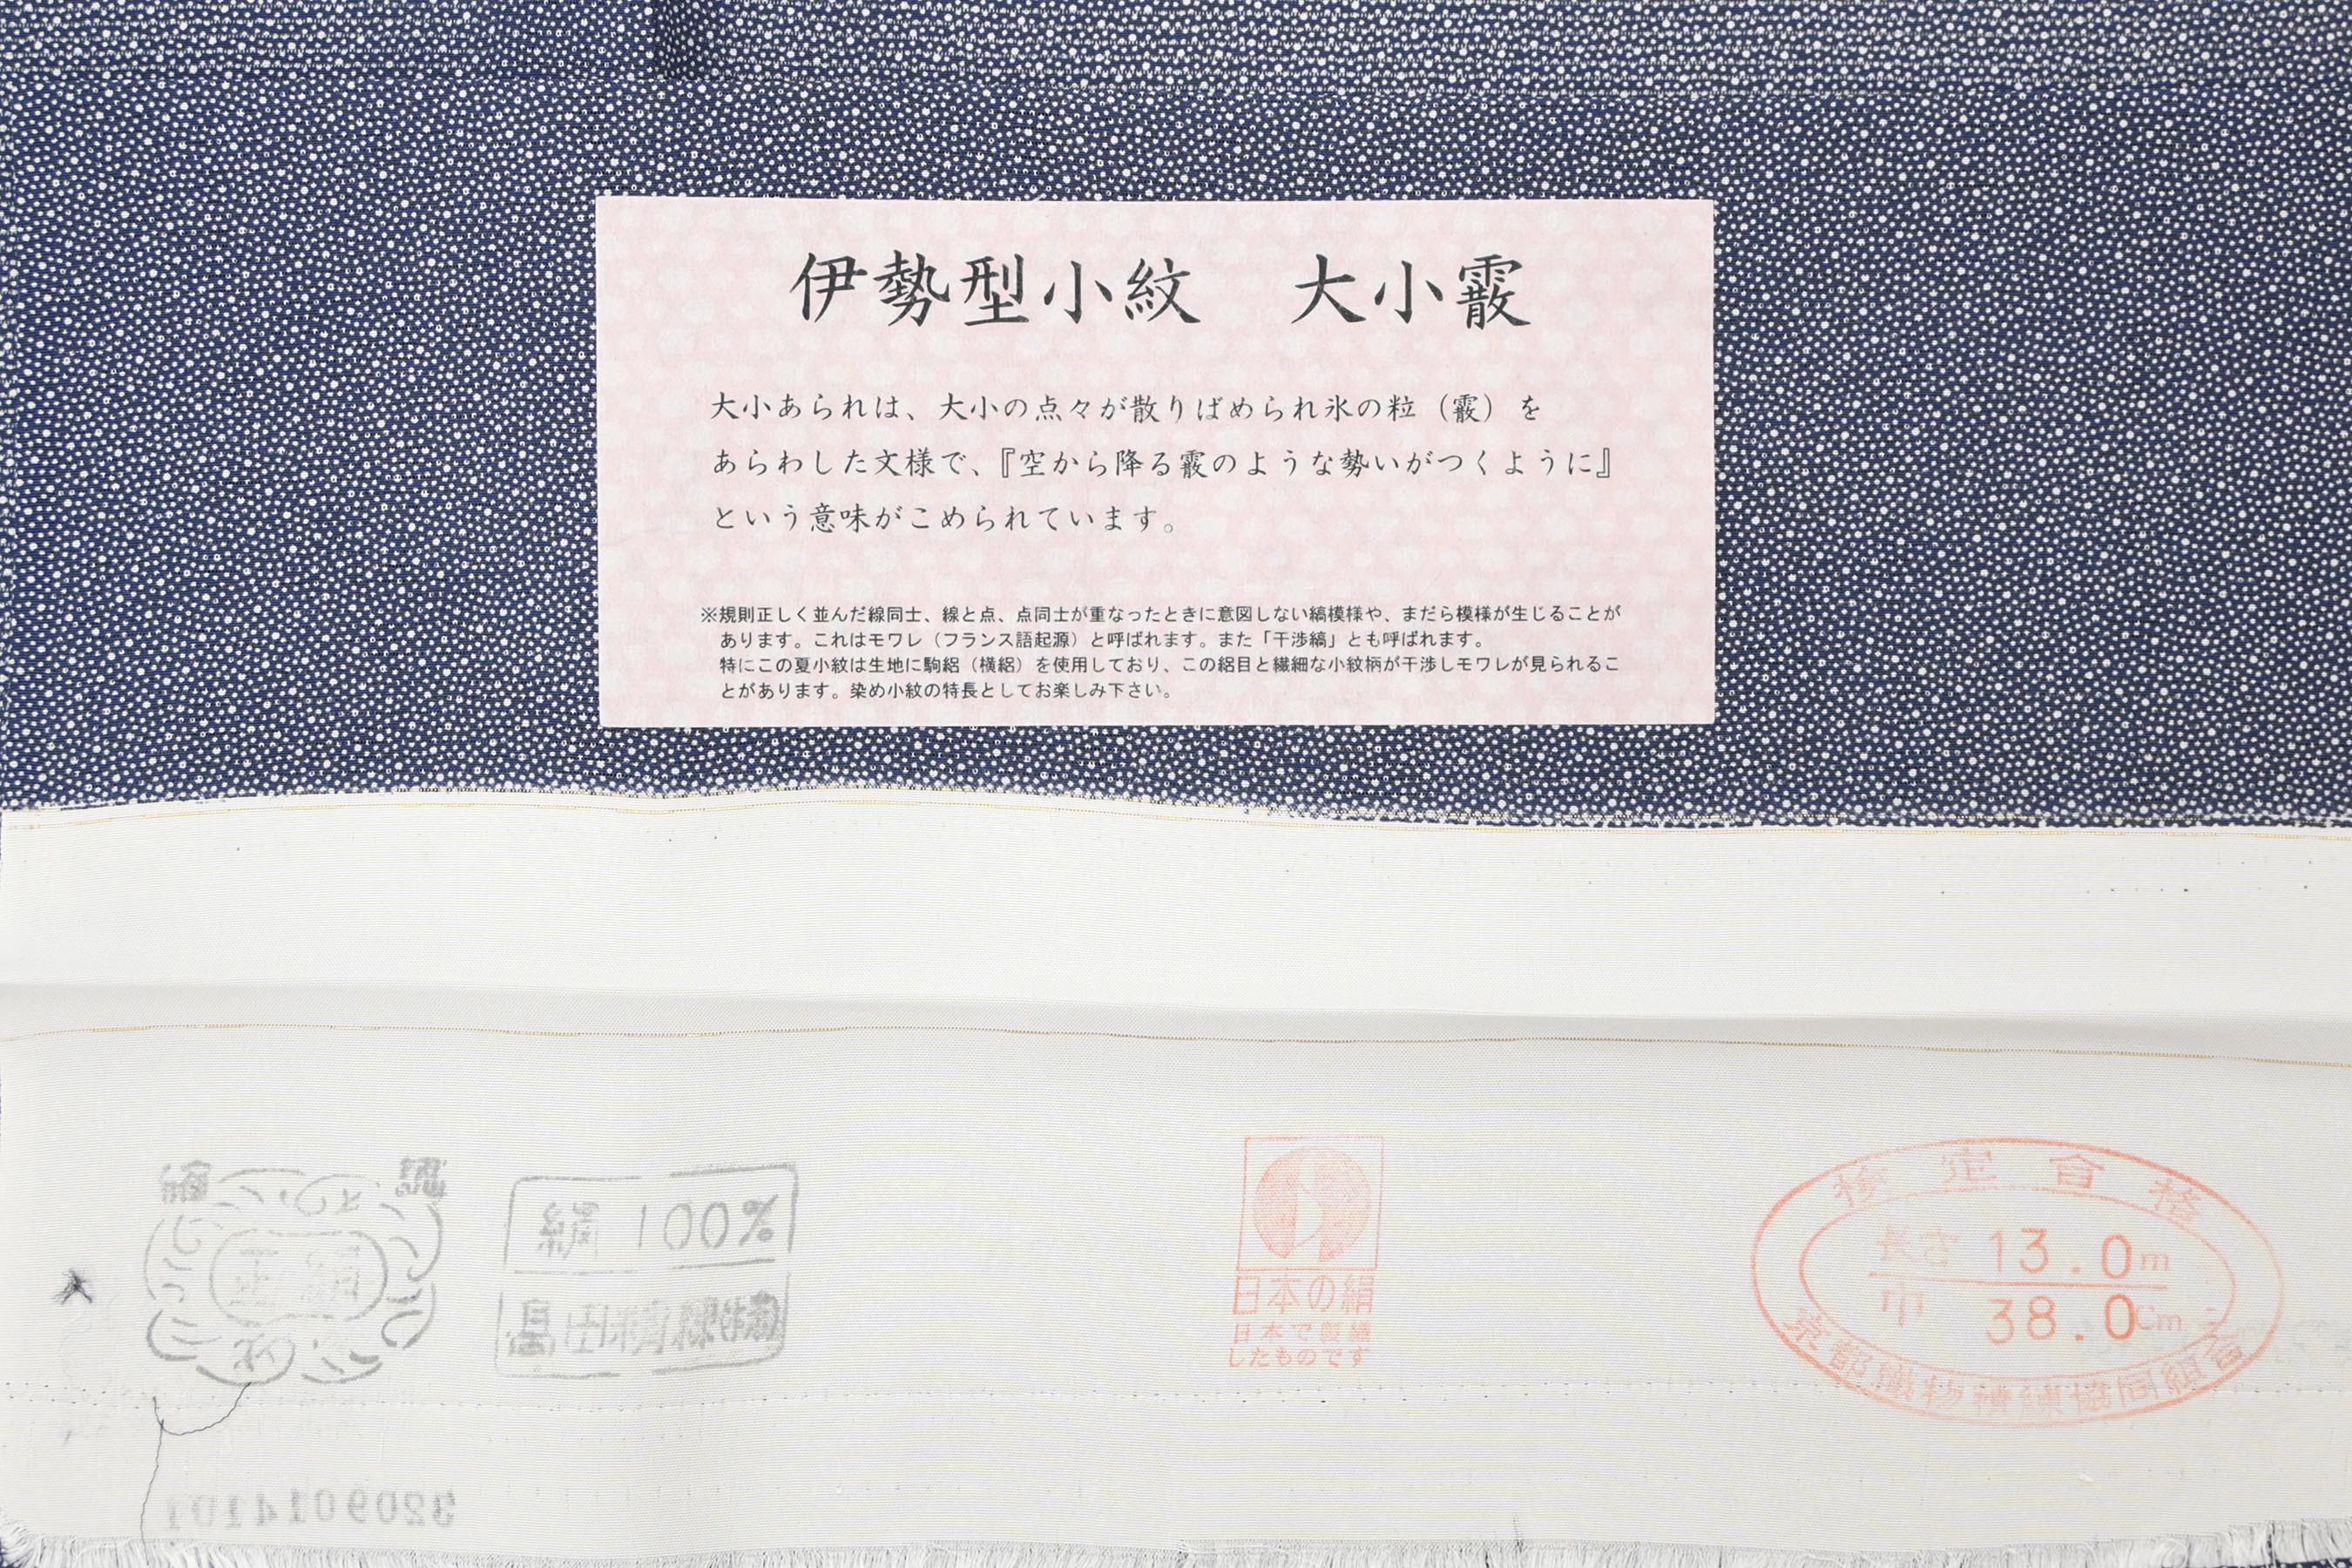 伊勢型小紋　大小霰
大小あられは、大小の点々が散りばめられ氷の粒（霰）を
あらわした文様で、『空から降る霰のような勢いがつくように』
という意味がこめられています。
※規則正しく並んだ線同士、線と点、点同士が重なったときに意図しない縞模様や、まだら模様が生じることが
あります。これはモワレ（フランス語起源）と呼ばれます。また「干渉縞」とも呼ばれます。
特にこの夏小紋は生地に駒絽（横絽）を使用しており、この絽目と繊細な小紋柄が干渉しモワレが見られるこ
とがあります。染め小紋の特長としてお楽しみ下さい。
正絹
絹100%
日本の絹
日本で製織
したものです
検定合格
長さ 13.0m
巾 38.0Cm
京都織物精練協同組合
3209014101